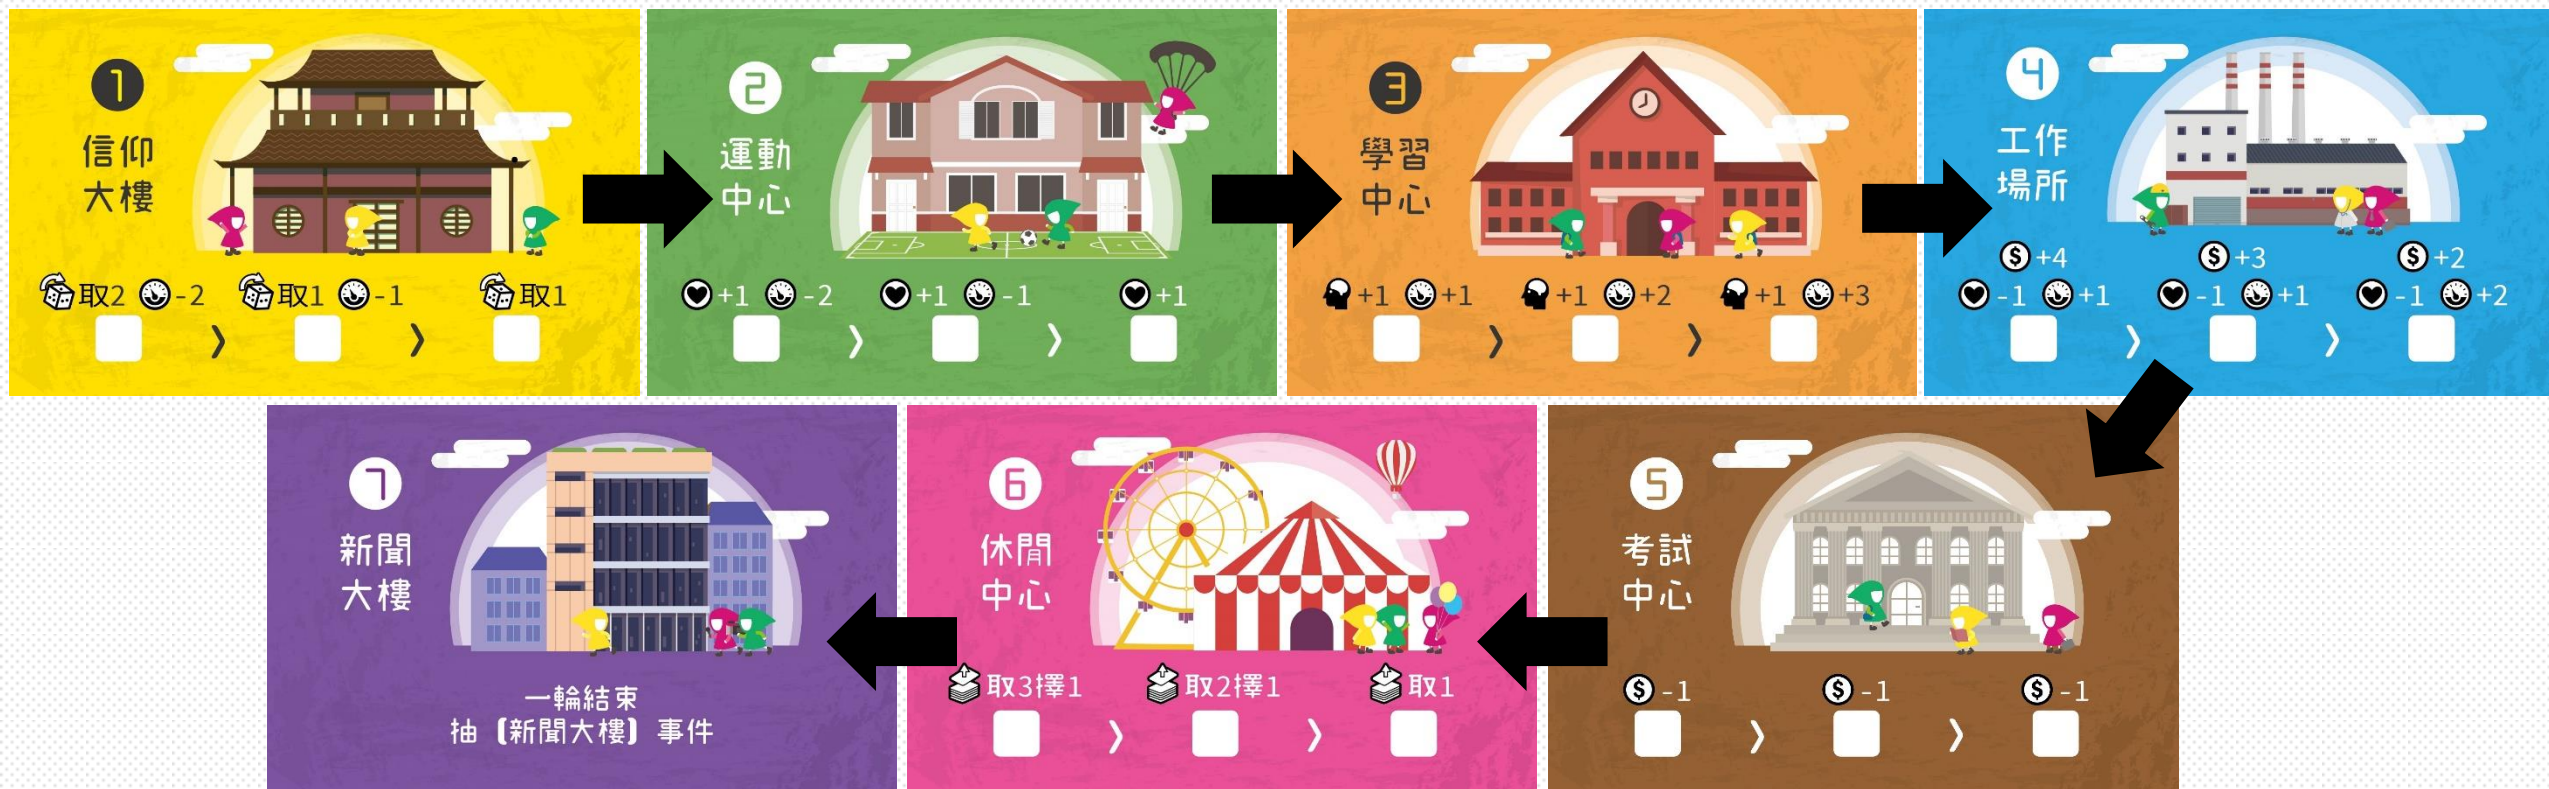 1
信仰
大樓
取2 -2 取1 -1 取1
2
運動
中心
+1 -2 +1 -1 +1
3
學習
中心
+1 +1 +1 +2 +1 +3
4
工作
場所
$ +4 $ +3 $ +2
-1 +1 -1 +1 -1 +2
5
考試
中心
$ -1 $ -1 $ -1
6
休閒
中心
取3擇1 取2擇1 取1
7
新聞
大樓
一輪結束
抽【新聞大樓】事件